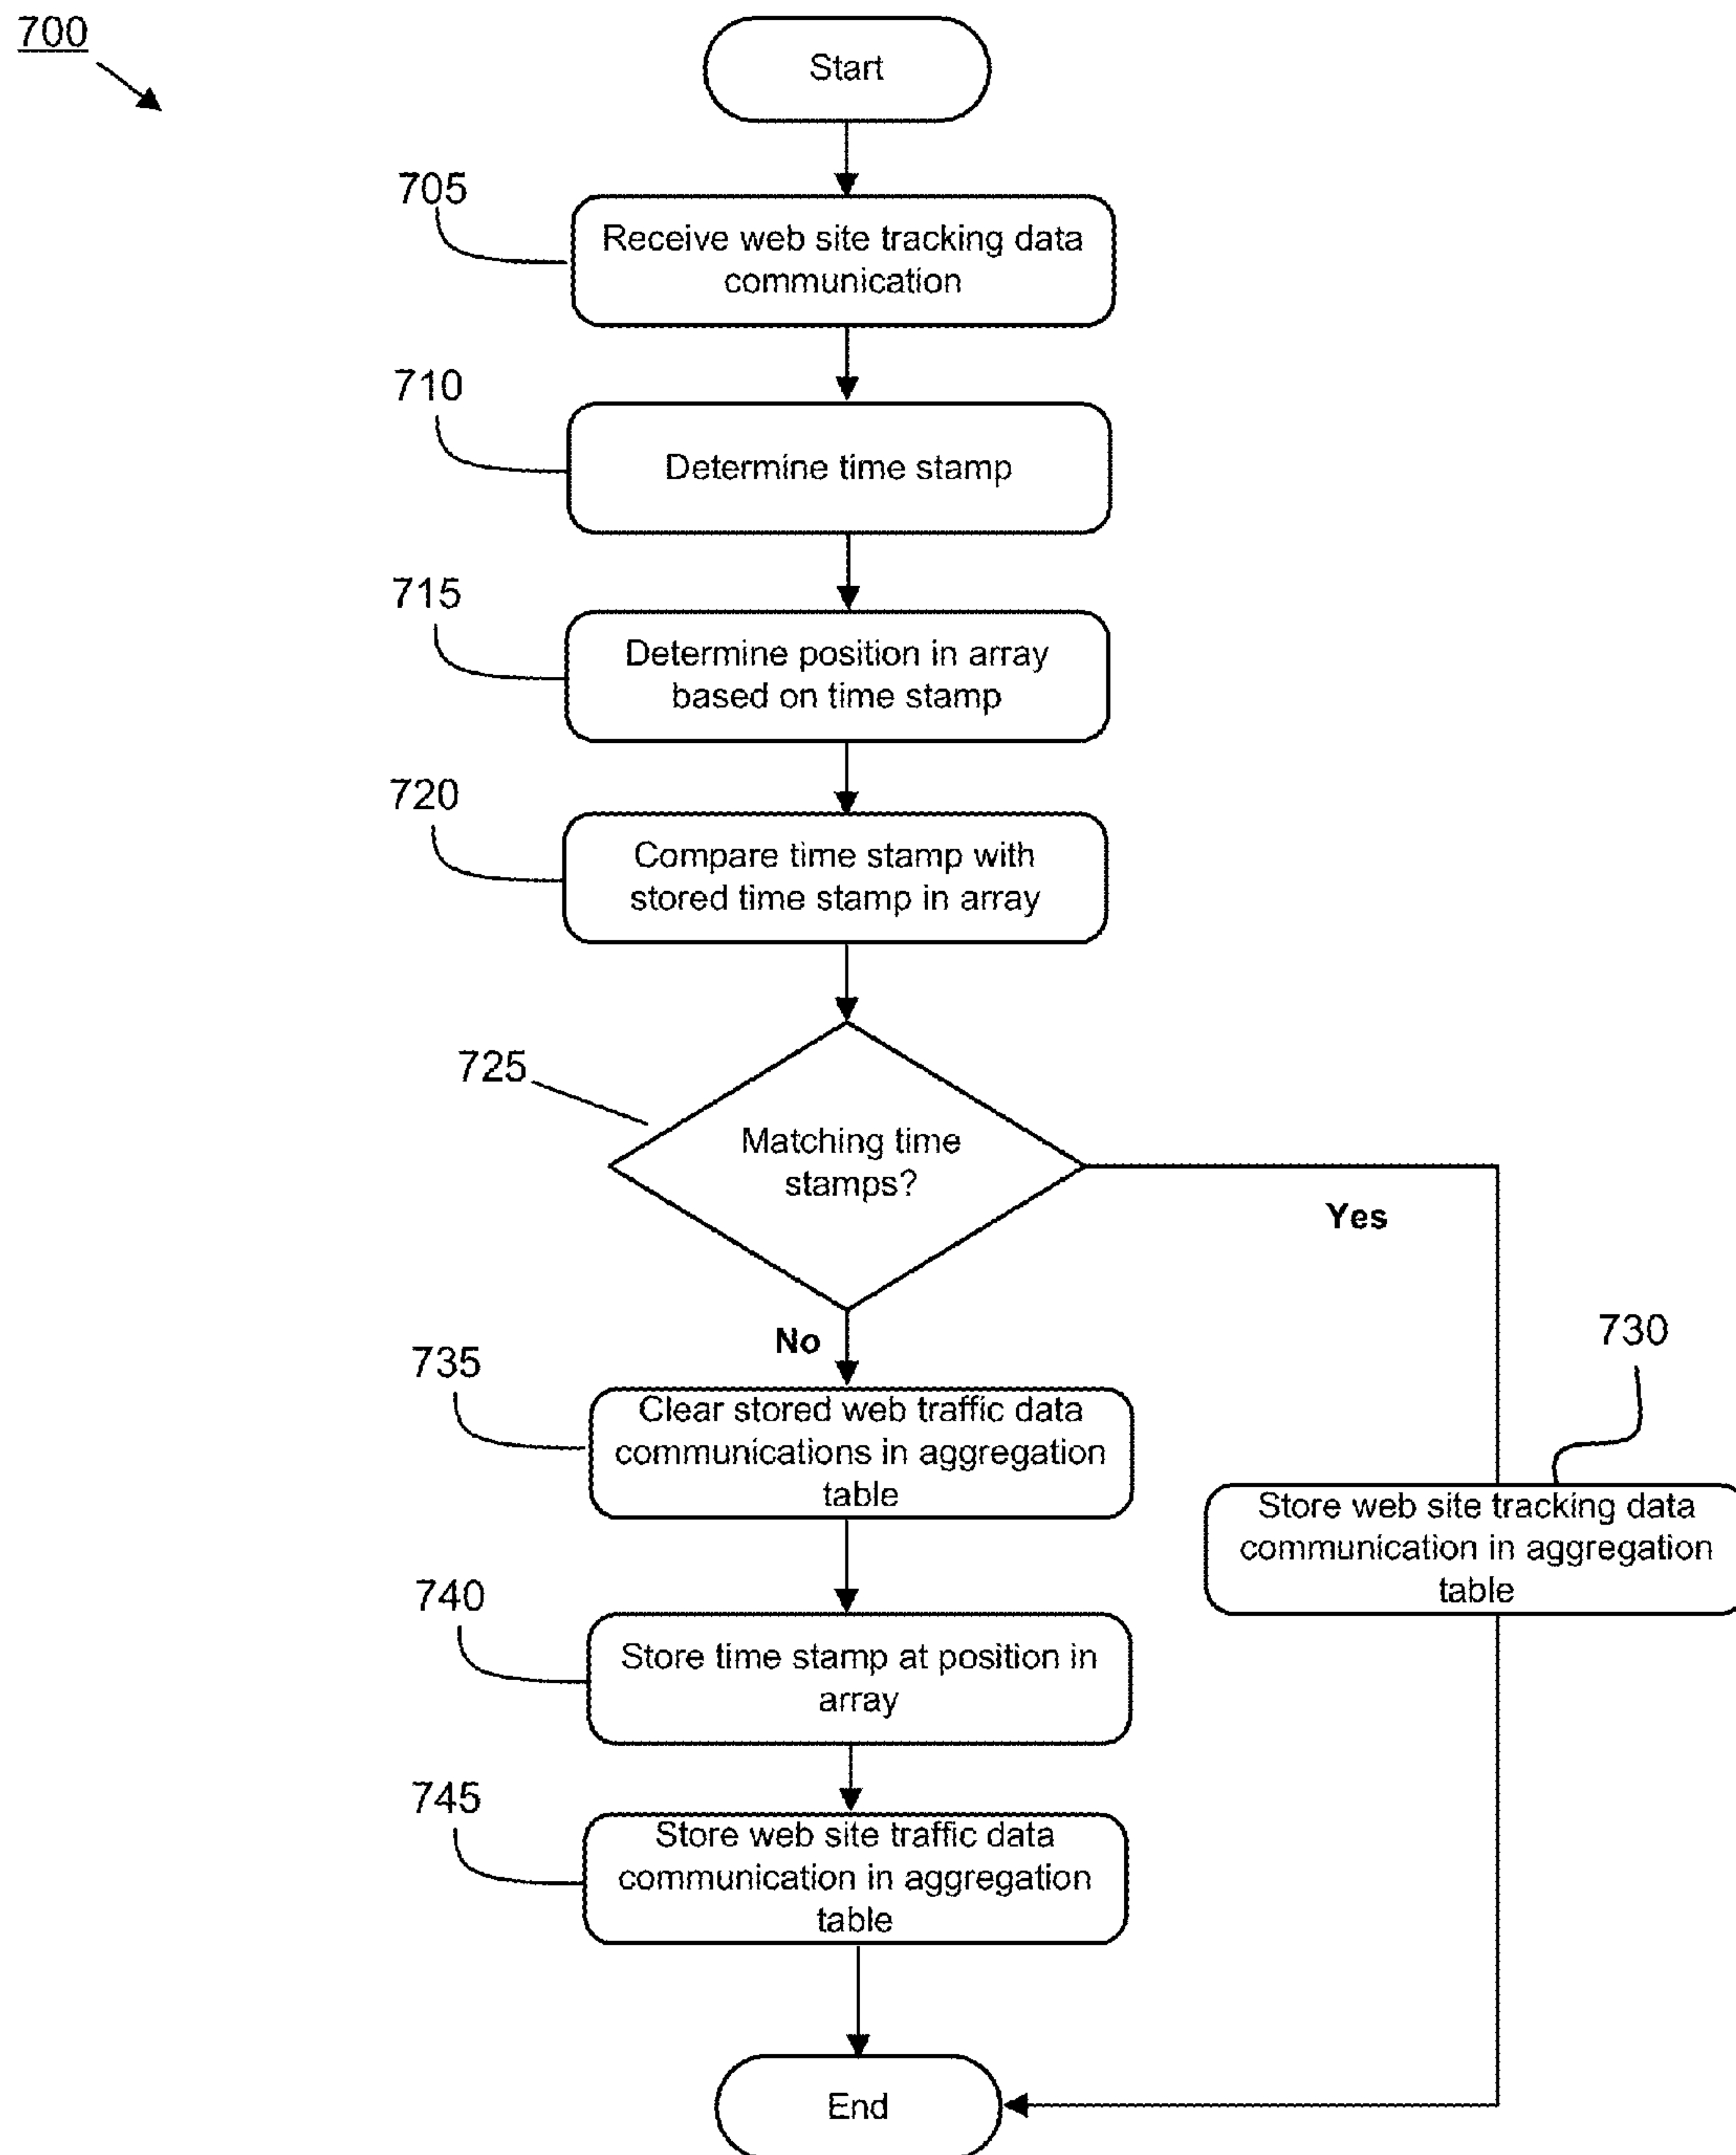 700
Start
705
Receive web site tracking data
communication
710
Determine time stamp
715
Determine position in array
based on time stamp
720
Compare time stamp with
stored time stamp in array
725
Matching time
stamps?
Yes
No
730
Store web site tracking data
communication in aggregation
table
735
Clear stored web traffic data
communications in aggregation
table
740
Store time stamp at position in
array
745
Store web site traffic data
communication in aggregation
table
End